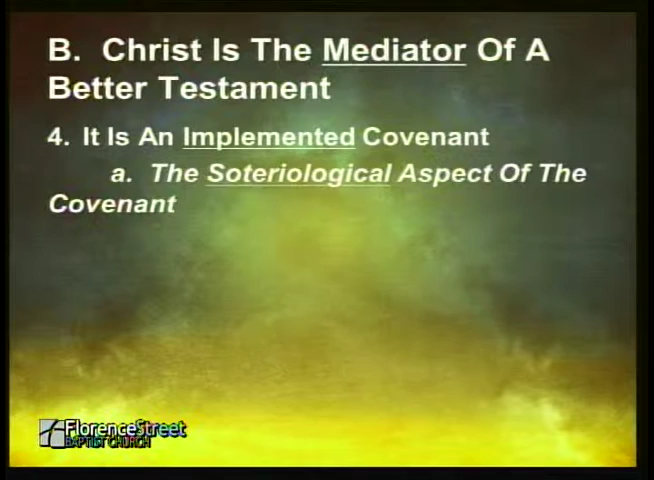 B. Christ Is The Mediator Of A
Better Testament
4. It Is An Implemented Covenant
a. The Soteriological Aspect Of The
Covenant
FlorenceStreet
BAPTIST CHURCH